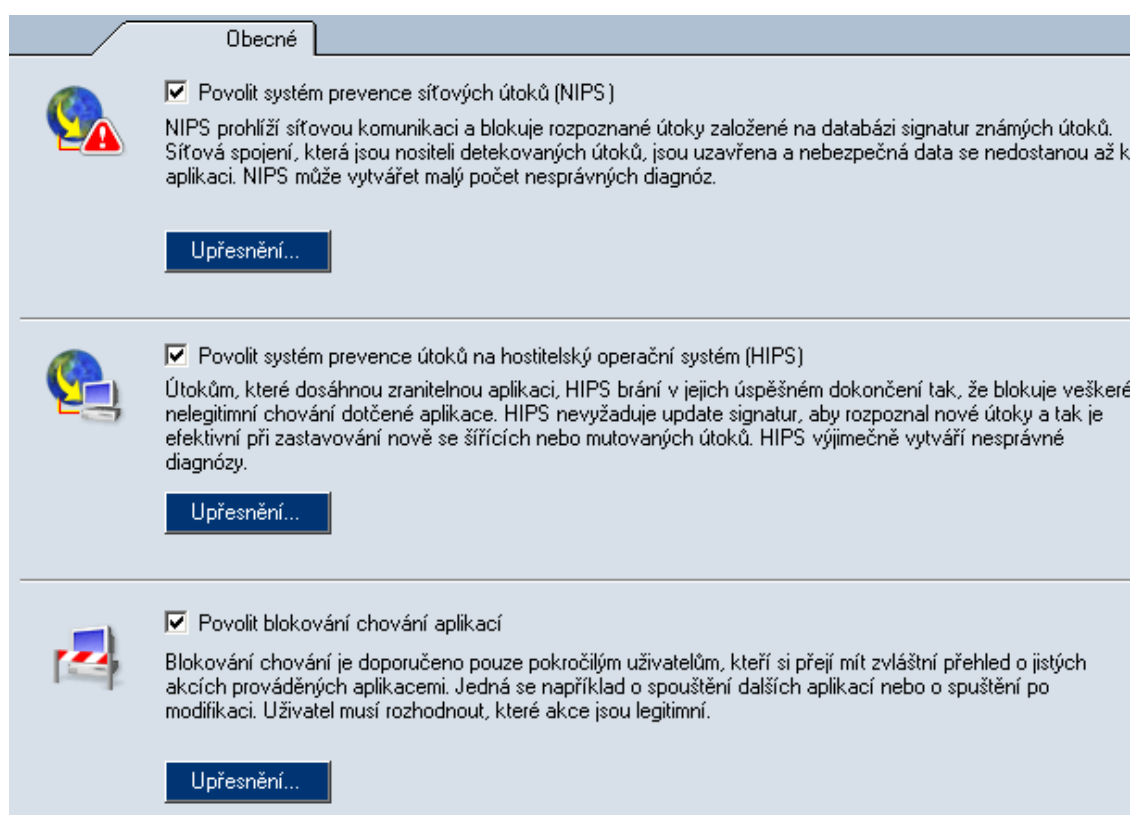 Obecné
Povolit systém prevence síťových útoků (NIPS)
NIPS prohlíží síťovou komunikaci a blokuje rozpoznané útoky založené na databázi signatur známých útoků.
Síťová spojení, která jsou nositeli detekovaných útoků, jsou uzavřena a nebezpečná data se nedostanou až k
aplikaci. NIPS může vytvářet malý počet nesprávných diagnóz.
Upřesnění...
Povolit systém prevence útoků na hostitelský operační systém (HIPS)
Útokům, které dosáhnou zranitelnou aplikaci, HIPS brání v jejich úspěšném dokončení tak, že blokuje veškeré
nelegitimní chování dotčené aplikace. HIPS nevyžaduje update signatur, aby rozpoznal nové útoky a tak je
efektivní při zastavování nově se šířících nebo mutovaných útoků. HIPS výjimečně vytváří nesprávné
diagnózy.
Upřesnění...
Povolit blokování chování aplikací
Blokování chování je doporučeno pouze pokročilým uživatelům, kteří si přejí mít zvláštní přehled o jistých
akcích prováděných aplikacemi. Jedná se například o spouštění dalších aplikací nebo o spuštění po
modifikaci. Uživatel musí rozhodnout, které akce jsou legitimní.
Upřesnění...